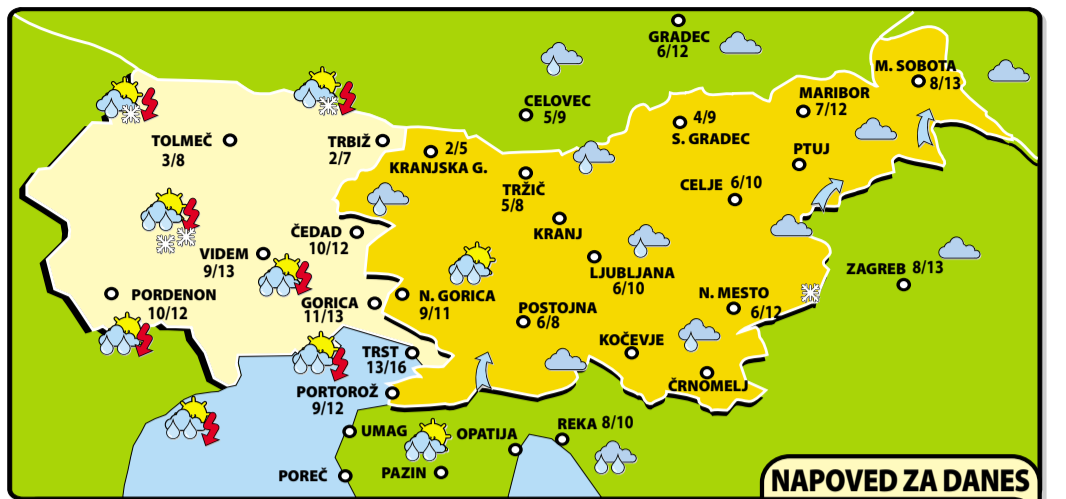 GRADEC
6/12
M. SOBOTA
8/13
CELOVEC
5/9
MARIBOR
7/12
4/9
S. GRADEC
TOLMEČ
3/8
TRBIŽ
2/7
2/5
KRANJSKA G.
PTUJ
TRŽIČ
5/8
CELJE 6/10
KRANJ
ČEDAD
10/12
VIDEM
9/13
LJUBLJANA
6/10
ZAGREB 8/13
PORDENON
10/12
GORICA
11/13
N. GORICA
9/11
POSTOJNA
6/8
N. MESTO
6/12
KOČEVJE
TRST
13/16
ČRNOMELJ
PORTOROŽ
9/12
UMAG
OPATIJA
REKA 8/10
POREČ
PAZIN
NAPOVED ZA DANES